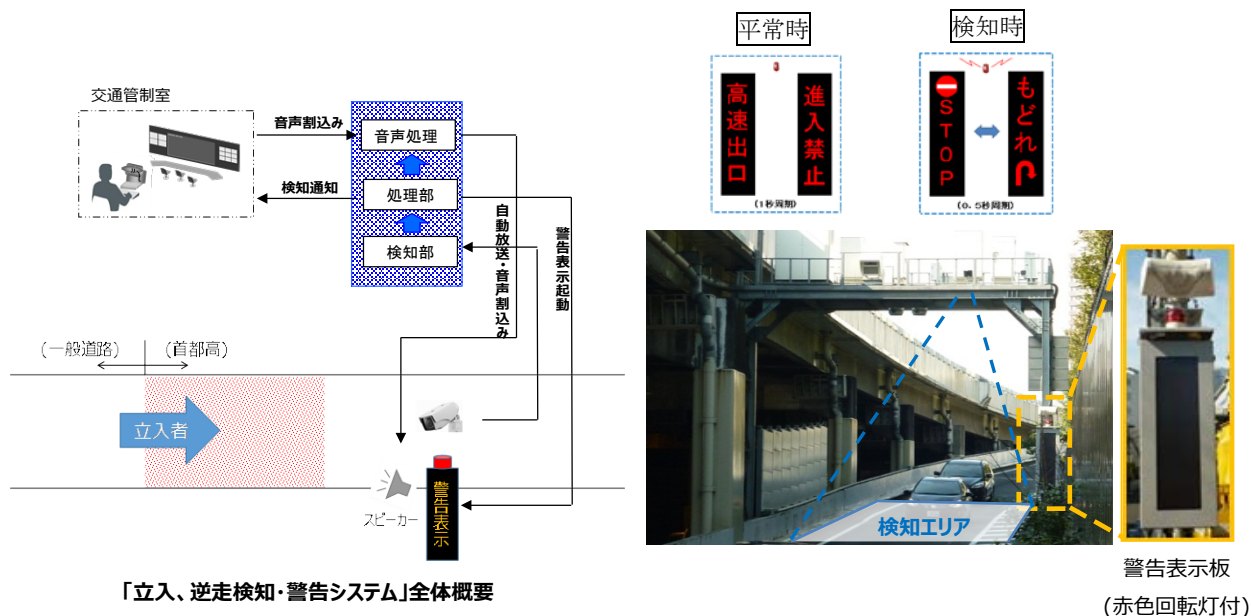 交通管制室
音声割込み
検知通知
音声処理
処理部
検知部
自動放送・音声割込み
警告表示起動
(一般道路)
(首都高)
立入者
スピーカー
警告表示
「立入、逆走検知・警告システム」全体概要
平常時
検知時
高速出口
進入禁止
(1秒周期)
STOP
もどれ
(0.5秒周期)
検知エリア
警告表示板
(赤色回転灯付)